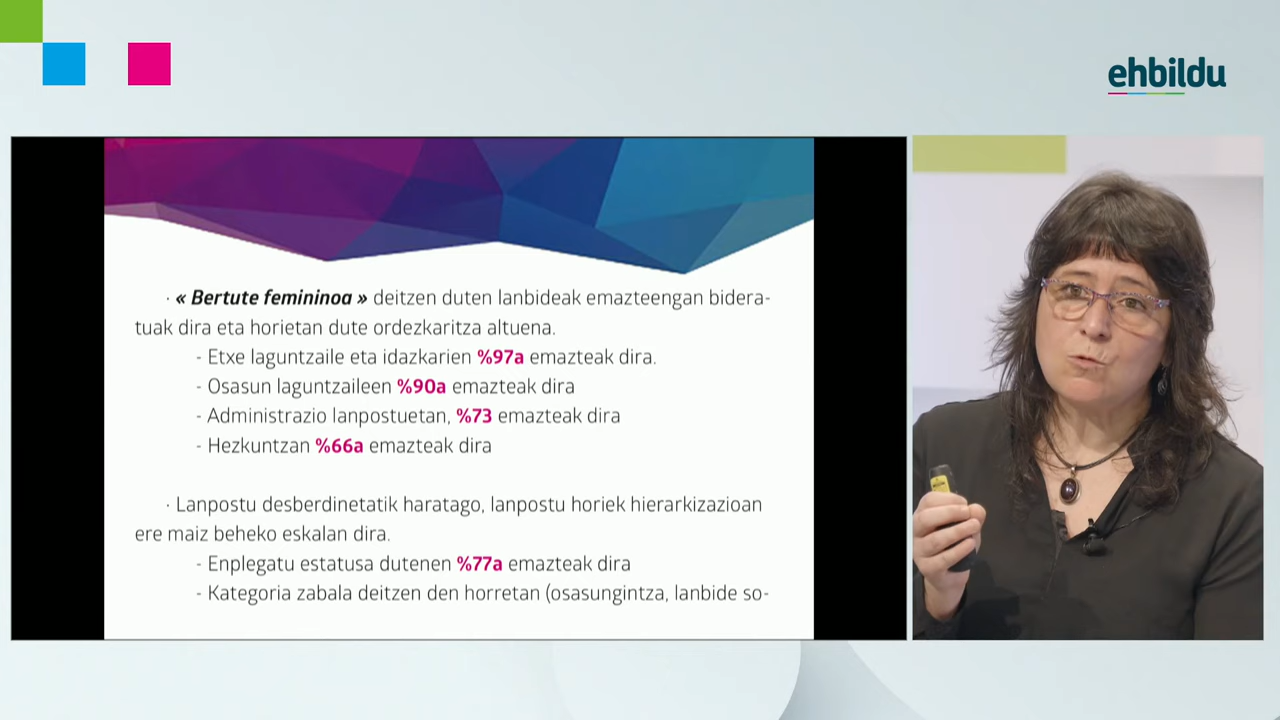 ehbildu
· « Bertute femininoa » deitzen duten lanbideak emazteengan bidera-
tuak dira eta horietan dute ordezkaritza altuena.
- Etxe laguntzaile eta idazkarien %97a emazteak dira.
- Osasun laguntzaileen %90a emazteak dira
- Administrazio lanpostuetan, %73 emazteak dira
- Hezkuntzan %66a emazteak dira
· Lanpostu desberdinetatik haratago, lanpostu horiek hierarkizazioan
ere maiz beheko eskalan dira.
- Enplegatu estatusa dutenen %77a emazteak dira
- Kategoria zabala deitzen den horretan (osasungintza, lanbide so-